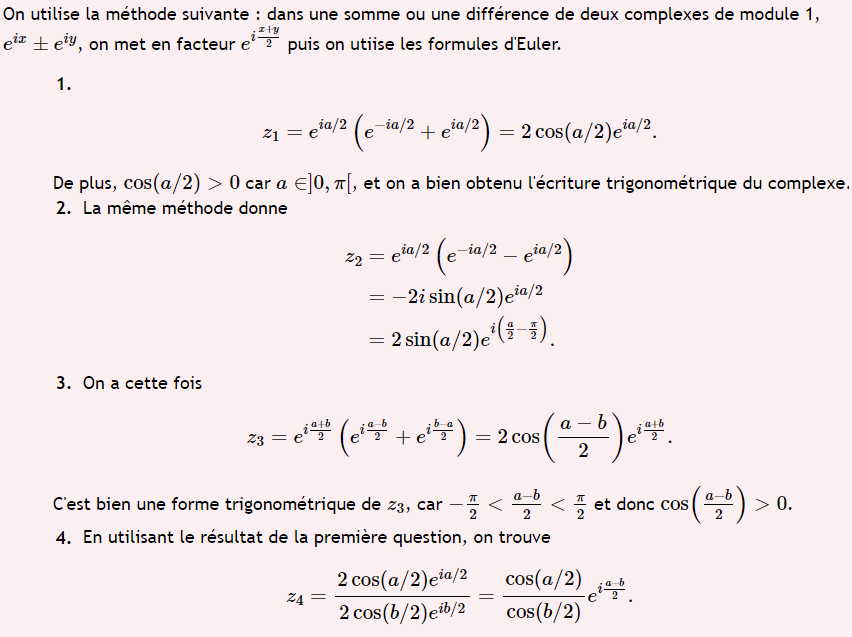 On utilise la méthode suivante : dans une somme ou une différence de deux complexes de module 1,
$e^{ix} \pm e^{iy}$, on met en facteur $e^{i\frac{x+y}{2}}$ puis on utiise les formules d'Euler.
1.
$z_1 = e^{ia/2}\left(e^{-ia/2} + e^{ia/2}\right) = 2\cos(a/2)e^{ia/2}.$
De plus, $\cos(a/2) > 0$ car $a \in ]0, \pi[$, et on a bien obtenu l'écriture trigonométrique du complexe.
2. La même méthode donne
$z_2 = e^{ia/2}\left(e^{-ia/2} - e^{ia/2}\right)$
$= -2i\sin(a/2)e^{ia/2}$
$= 2\sin(a/2)e^{i\left(\frac{a}{2}-\frac{\pi}{2}\right)}.$
3. On a cette fois
$z_3 = e^{i\frac{a+b}{2}}\left(e^{i\frac{a-b}{2}} + e^{i\frac{b-a}{2}}\right) = 2\cos\left(\frac{a-b}{2}\right)e^{i\frac{a+b}{2}}.$
C'est bien une forme trigonométrique de $z_3$, car $-\frac{\pi}{2} < \frac{a-b}{2} < \frac{\pi}{2}$ et donc $\cos\left(\frac{a-b}{2}\right) > 0.$
4. En utilisant le résultat de la première question, on trouve
$z_4 = \frac{2\cos(a/2)e^{ia/2}}{2\cos(b/2)e^{ib/2}} = \frac{\cos(a/2)}{\cos(b/2)}e^{i\frac{a-b}{2}}.$